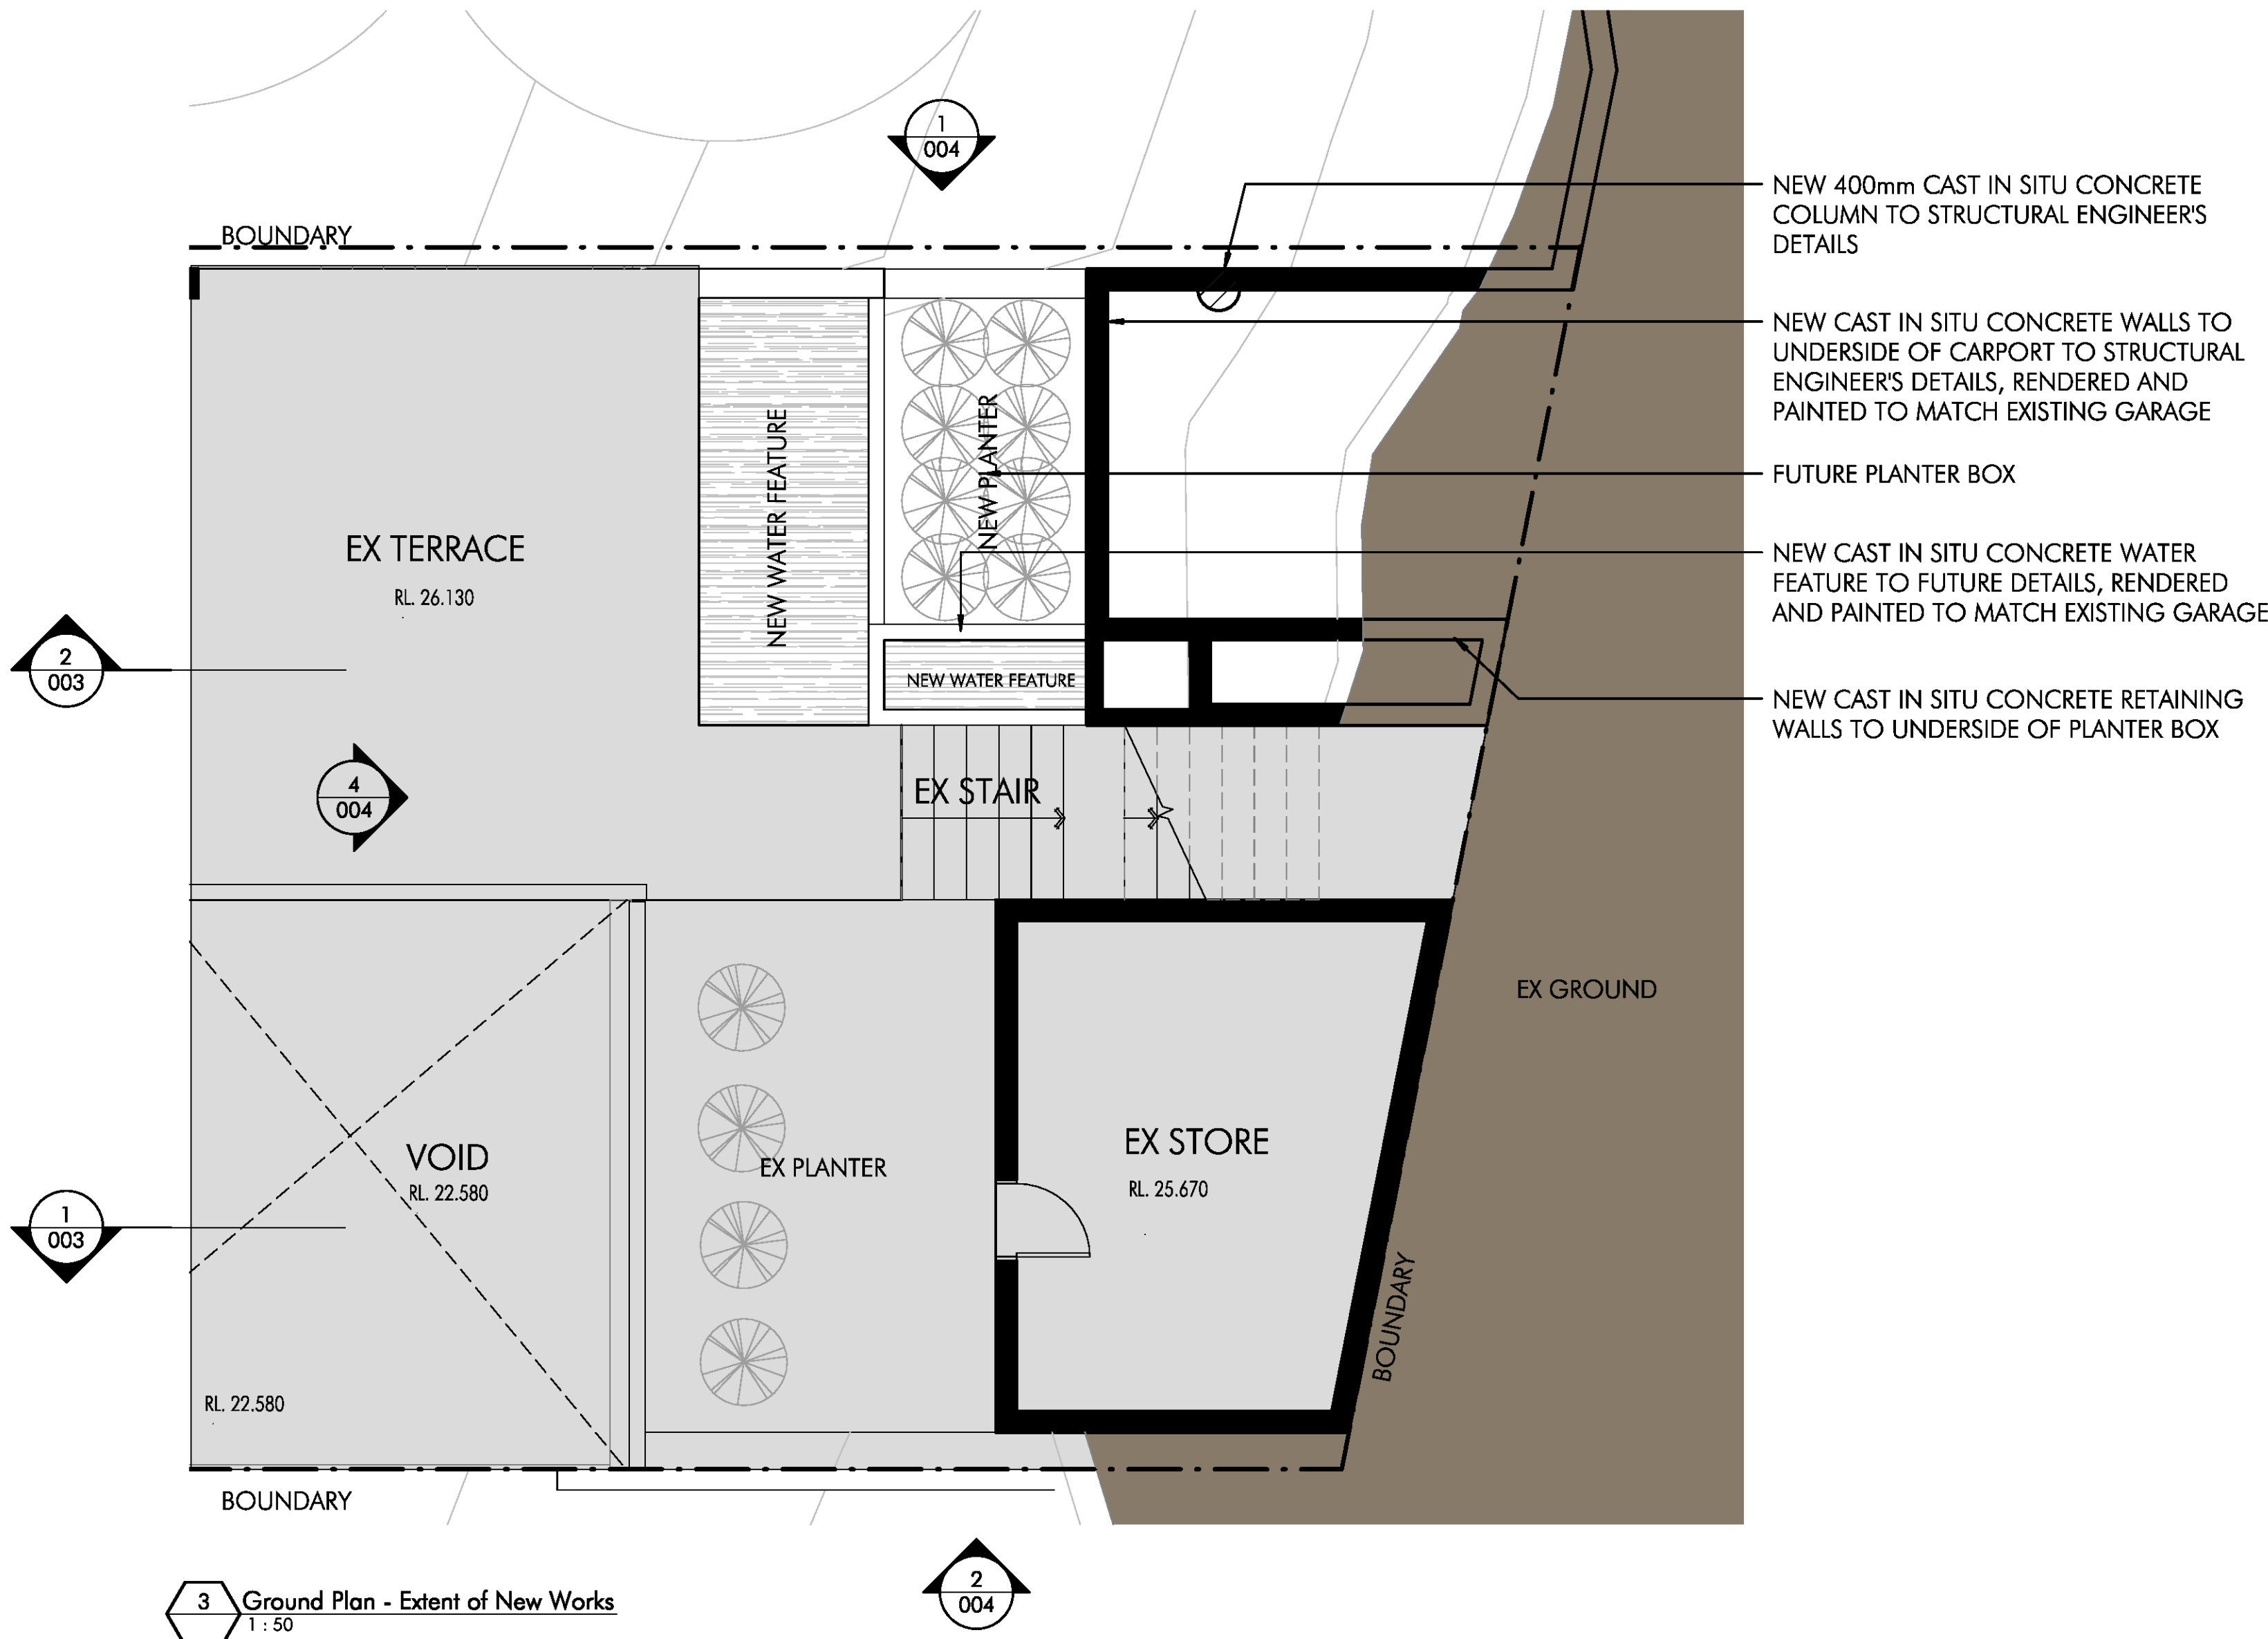 1
004
BOUNDARY
NEW 400mm CAST IN SITU CONCRETE
COLUMN TO STRUCTURAL ENGINEER'S
DETAILS
NEW CAST IN SITU CONCRETE WALLS TO
UNDERSIDE OF CARPORT TO STRUCTURAL
ENGINEER'S DETAILS, RENDERED AND
PAINTED TO MATCH EXISTING GARAGE
FUTURE PLANTER BOX
NEW CAST IN SITU CONCRETE WATER
FEATURE TO FUTURE DETAILS, RENDERED
AND PAINTED TO MATCH EXISTING GARAGE
NEW CAST IN SITU CONCRETE RETAINING
WALLS TO UNDERSIDE OF PLANTER BOX
NEW WATER FEATURE
NEW PLANTER
EX TERRACE
RL. 26.130
2
003
NEW WATER FEATURE
4
004
EX STAIR
EX GROUND
VOID
RL. 22.580
EX PLANTER
EX STORE
RL. 25.670
1
003
BOUNDARY
RL. 22.580
BOUNDARY
2
004
3
Ground Plan - Extent of New Works
1 : 50